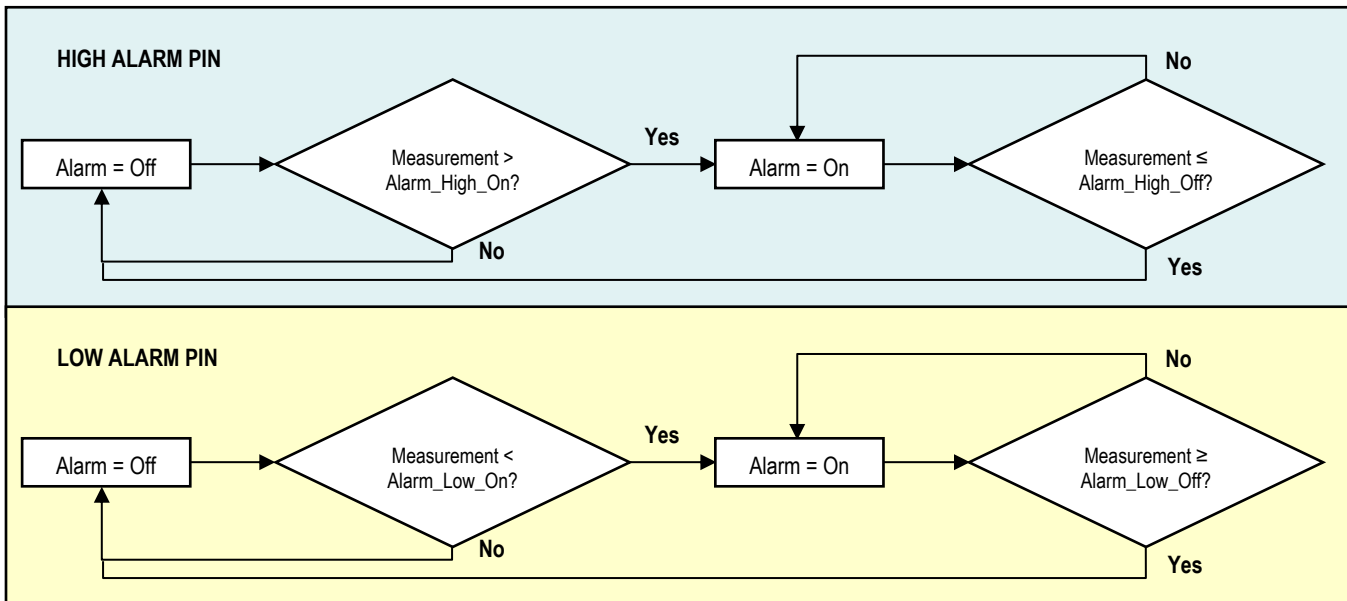 HIGH ALARM PIN
No
Yes
Alarm = Off
Measurement >
Alarm_High_On?
Alarm = On
Measurement ≤
Alarm_High_Off?
No
Yes
LOW ALARM PIN
No
Yes
Alarm = Off
Measurement <
Alarm_Low_On?
Alarm = On
Measurement ≥
Alarm_Low_Off?
No
Yes